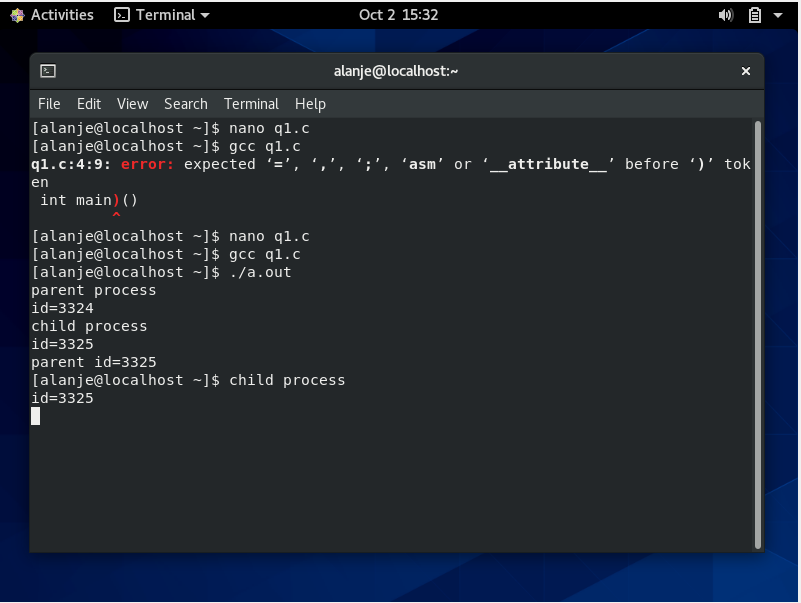 Activities Terminal Oct 2 15:32
alanje@localhost:~ ×
File Edit View Search Terminal Help
[alanje@localhost ~]$ nano q1.c
[alanje@localhost ~]$ gcc q1.c
q1.c:4:9: error: expected ‘=’, ‘,’, ‘;’, ‘asm’ or ‘__attribute__’ before ‘)’ tok
en
 int main)()
^
[alanje@localhost ~]$ nano q1.c
[alanje@localhost ~]$ gcc q1.c
[alanje@localhost ~]$ ./a.out
parent process
id=3324
child process
id=3325
parent id=3325
[alanje@localhost ~]$ child process
id=3325